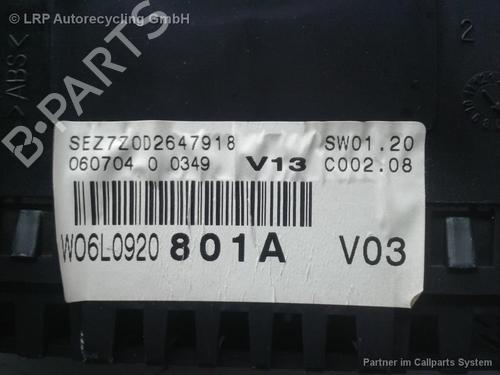 © LRP Autorecycling GmbH
>ABS<
2
B-PARTS
SEZ7Z0D2647918 SW01.20
060704 0 0349 V13 C002.08
W06L0920 801A V03
Partner im Callparts System